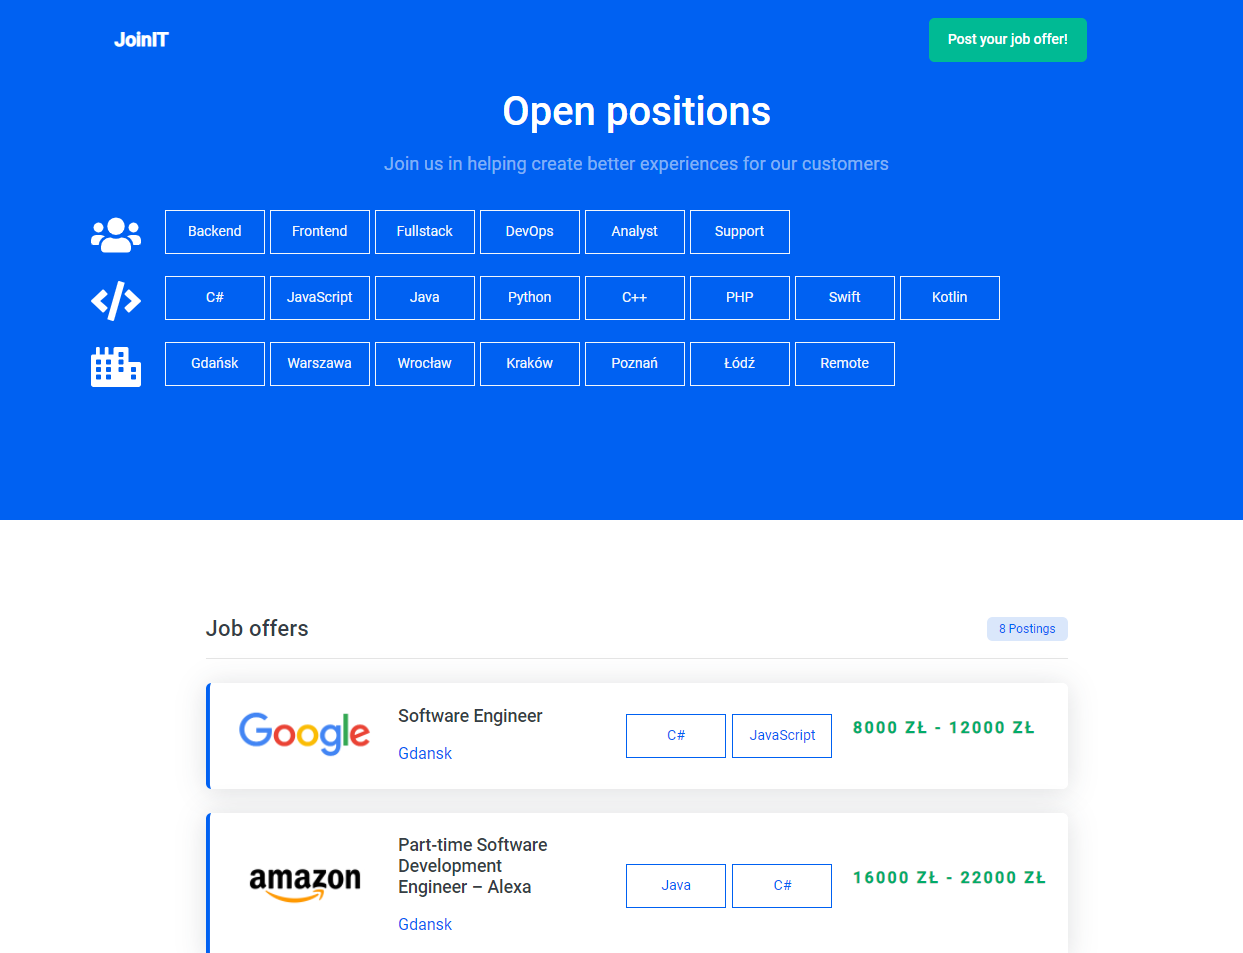 JoinIT
Post your job offer!
Open positions
Join us in helping create better experiences for our customers
Backend Frontend Fullstack DevOps Analyst Support
C# JavaScript Java Python C++ PHP Swift Kotlin
Gdańsk Warszawa Wrocław Kraków Poznań Łódź Remote
Job offers
8 Postings
Google
Software Engineer
Gdansk
C# JavaScript
8000 ZŁ - 12000 ZŁ
amazon
Part-time Software
Development
Engineer – Alexa
Gdansk
Java C#
16000 ZŁ - 22000 ZŁ